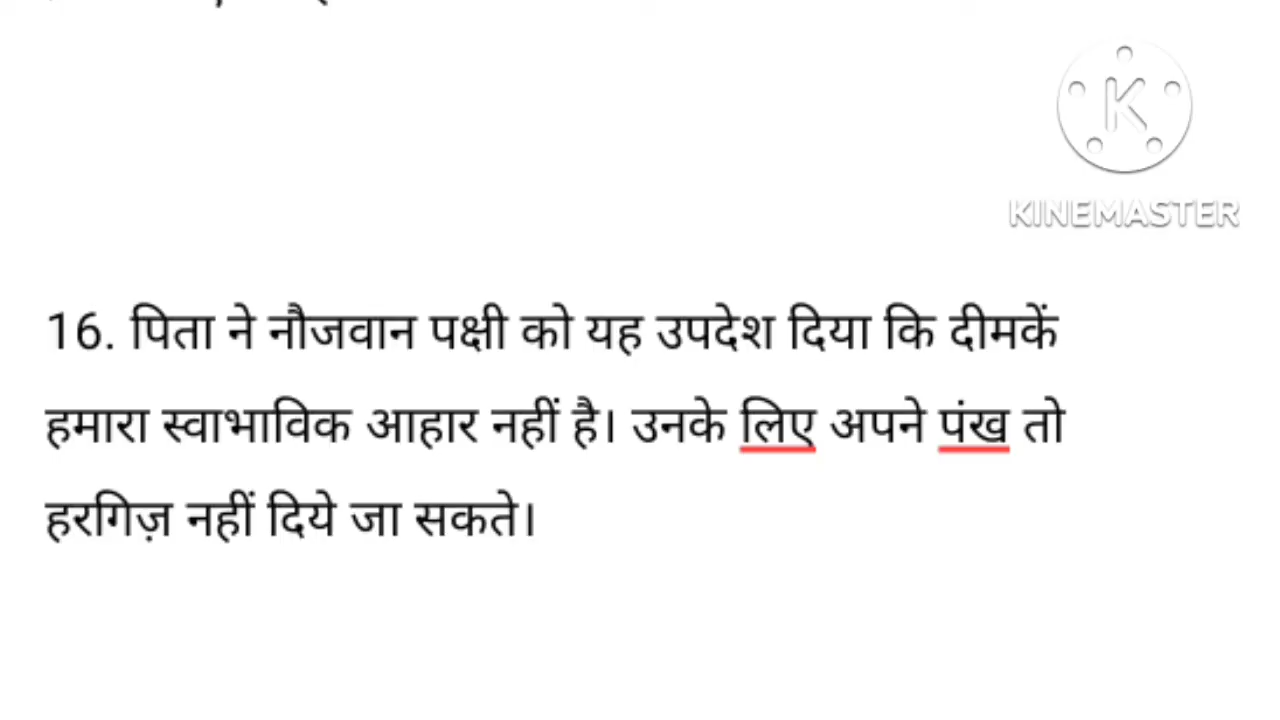 KINEMASTER
16. पिता ने नौजवान पक्षी को यह उपदेश दिया कि दीमकें
हमारा स्वाभाविक आहार नहीं है। उनके लिए अपने पंख तो
हरगिज़ नहीं दिये जा सकते।